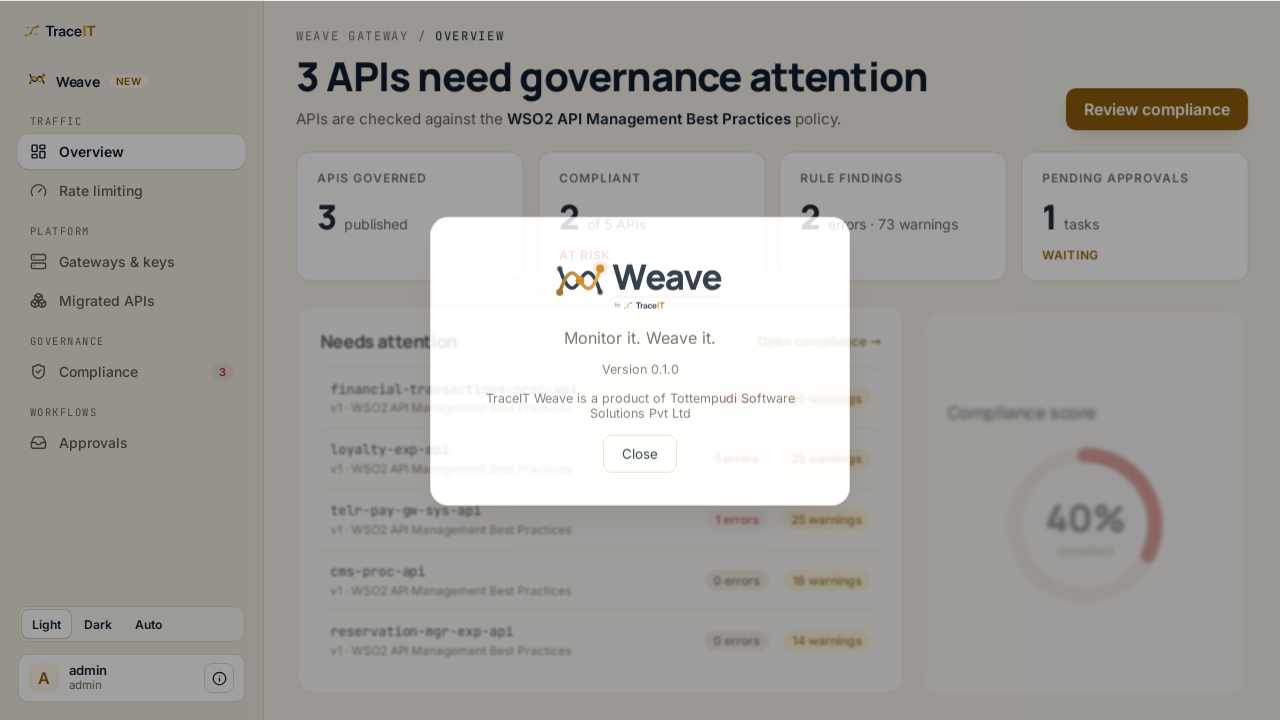 TraceIT
Weave NEW
TRAFFIC
Overview
Rate limiting
PLATFORM
Gateways & keys
Migrated APIs
GOVERNANCE
Compliance 3
WORKFLOWS
Approvals
Light Dark Auto
A admin
admin
WEAVE GATEWAY / OVERVIEW
3 APIs need governance attention
APIs are checked against the WSO2 API Management Best Practices policy.
Review compliance
APIS GOVERNED
3 published
COMPLIANT
2 of 5 APIs
AT RISK
RULE FINDINGS
2 errors · 73 warnings
PENDING APPROVALS
1 tasks
WAITING
Needs attention
Open compliance →
financial-transactions-proc-api
v1 · WSO2 API Management Best Practices
warnings
loyalty-exp-api
v1 · WSO2 API Management Best Practices
1 errors 25 warnings
telr-pay-gw-sys-api
v1 · WSO2 API Management Best Practices
1 errors 25 warnings
cms-proc-api
v1 · WSO2 API Management Best Practices
0 errors 16 warnings
reservation-mgr-exp-api
v1 · WSO2 API Management Best Practices
0 errors 14 warnings
Compliance score
40%
compliant
Weave
by TraceIT
Monitor it. Weave it.
Version 0.1.0
TraceIT Weave is a product of Tottempudi Software
Solutions Pvt Ltd
Close